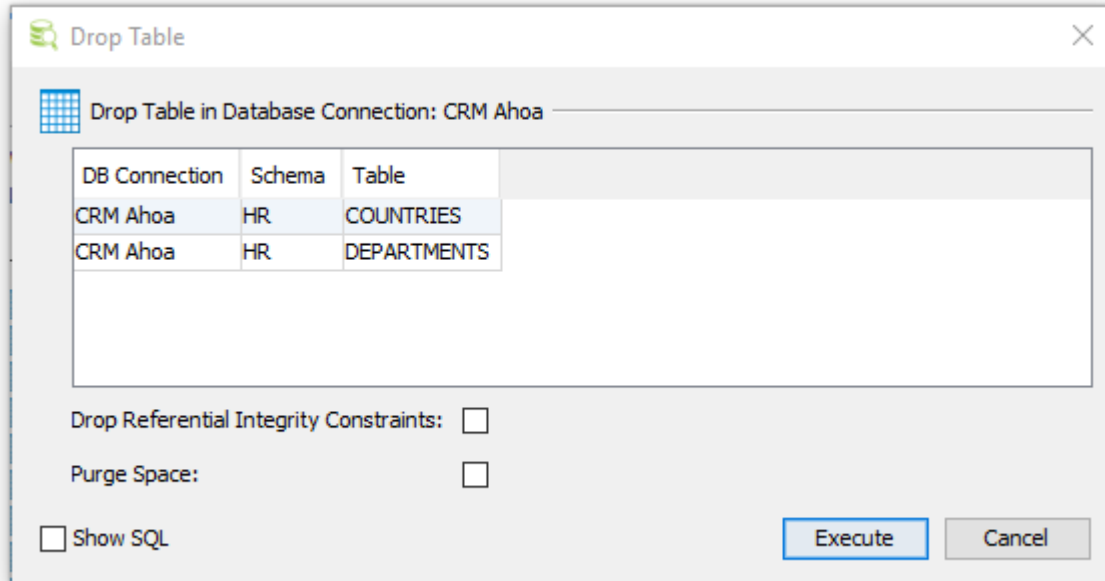 Drop Table
Drop Table in Database Connection: CRM Ahoa
DB Connection Schema Table
CRM Ahoa HR COUNTRIES
CRM Ahoa HR DEPARTMENTS
Drop Referential Integrity Constraints:
Purge Space:
Show SQL Execute Cancel